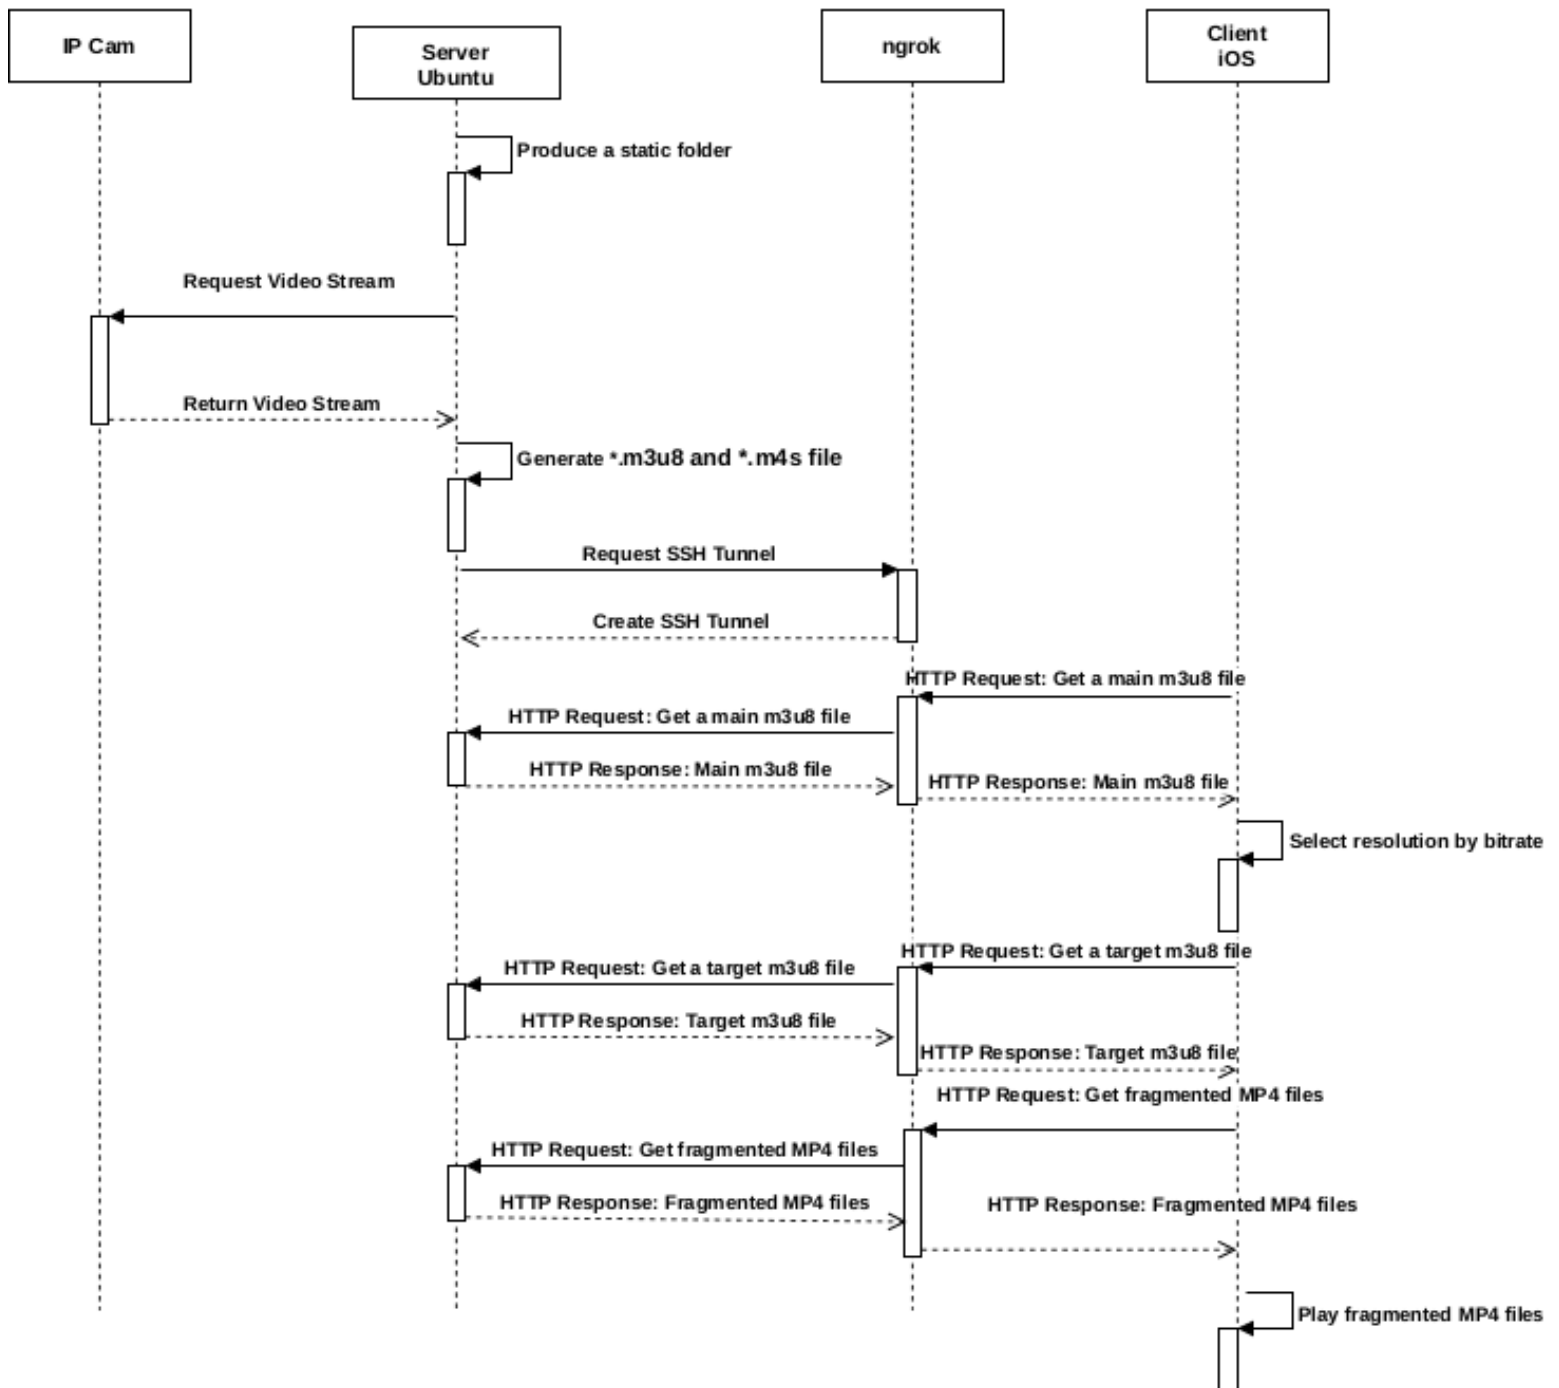 IP Cam
Server
Ubuntu
ngrok
Client
iOS
Produce a static folder
Request Video Stream
Return Video Stream
Generate *.m3u8 and *.m4s file
Request SSH Tunnel
Create SSH Tunnel
HTTP Request: Get a main m3u8 file
HTTP Request: Get a main m3u8 file
HTTP Response: Main m3u8 file
HTTP Response: Main m3u8 file
Select resolution by bitrate
HTTP Request: Get a target m3u8 file
HTTP Request: Get a target m3u8 file
HTTP Response: Target m3u8 file
HTTP Response: Target m3u8 file
HTTP Request: Get fragmented MP4 files
HTTP Request: Get fragmented MP4 files
HTTP Response: Fragmented MP4 files
HTTP Response: Fragmented MP4 files
Play fragmented MP4 files